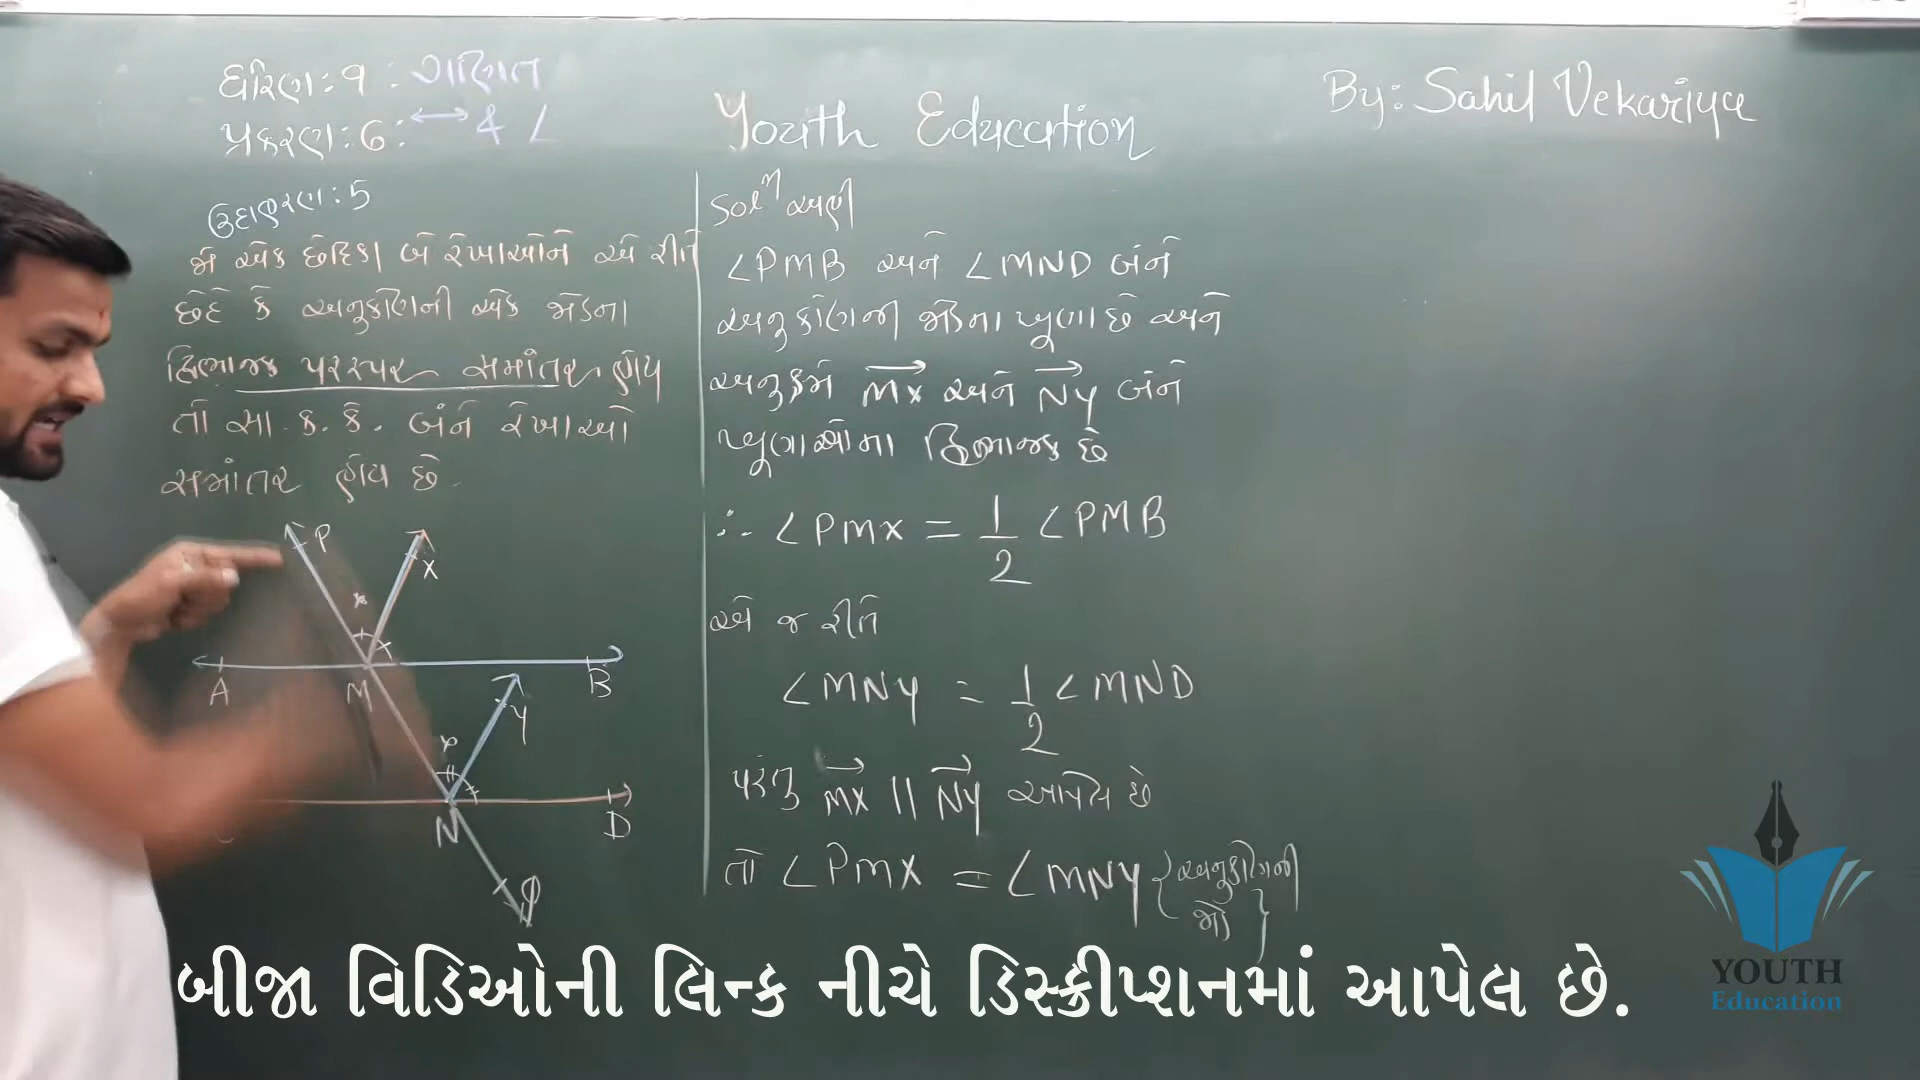 ધોરણ : ૧ : ગણિત
પ્રકરણ : 6 : ↔ & ∠
Youth Education
By: Sahil Vekariya
ઉદાહરણ : 5
જો એક છેદિકા બે રેખાઓને એ રીતે
છેદે કે અનુકોણની એક જોડના
દ્વિભાજક પરસ્પર સમાંતર હોય
તો સા. ક. કે. બંને રેખાઓ
સમાંતર હોય છે.
P
X
x
x
A
M
B
Y
x
N
D
Solⁿ અહીં
∠PMB અને ∠MND બંને
અનુકોણની જોડના ખૂણા છે અને
અનુક્રમે →MX અને →NY બંને
ખૂણાઓના દ્વિભાજક છે
∴ ∠PMX = 1/2 ∠PMB
એ જ રીતે
∠MNY = 1/2 ∠MND
પરંતુ →MX || →NY આપેલ છે
તો ∠PMX = ∠MNY {અનુકોણની
જોડ}
બીજા વિડિઓની લિન્ક નીચે ડિસ્ક્રીપ્શનમાં આપેલ છે.
YOUTH
Education